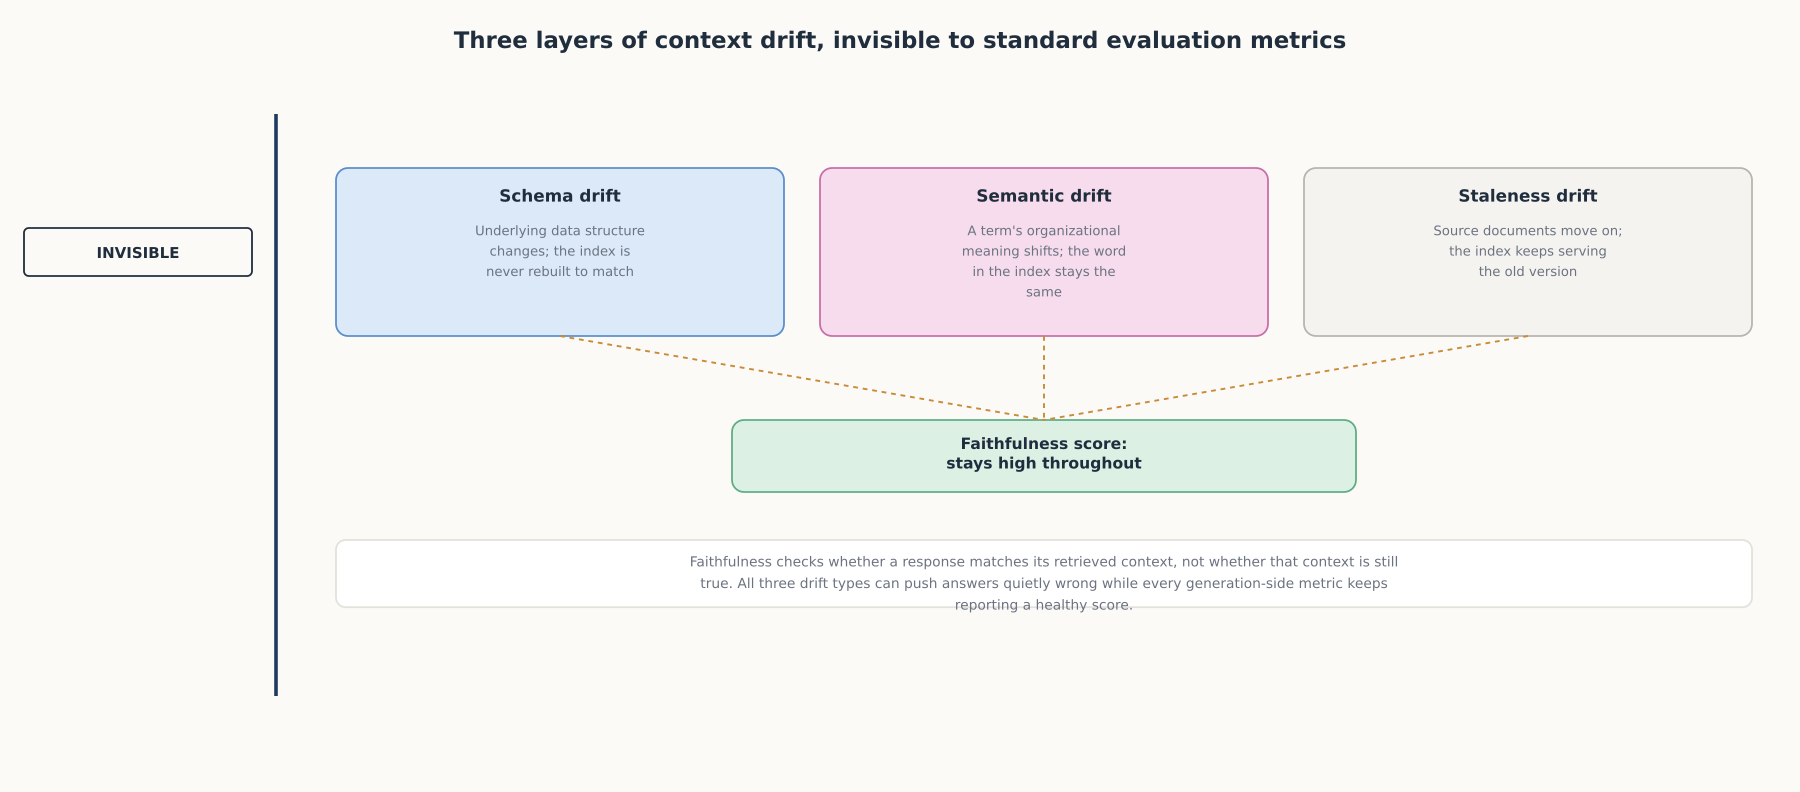 Three layers of context drift, invisible to standard evaluation metrics
INVISIBLE
Schema drift
Underlying data structure
changes; the index is
never rebuilt to match
Semantic drift
A term's organizational
meaning shifts; the word
in the index stays the
same
Staleness drift
Source documents move on;
the index keeps serving
the old version
Faithfulness score:
stays high throughout
Faithfulness checks whether a response matches its retrieved context, not whether that context is still
true. All three drift types can push answers quietly wrong while every generation-side metric keeps
reporting a healthy score.